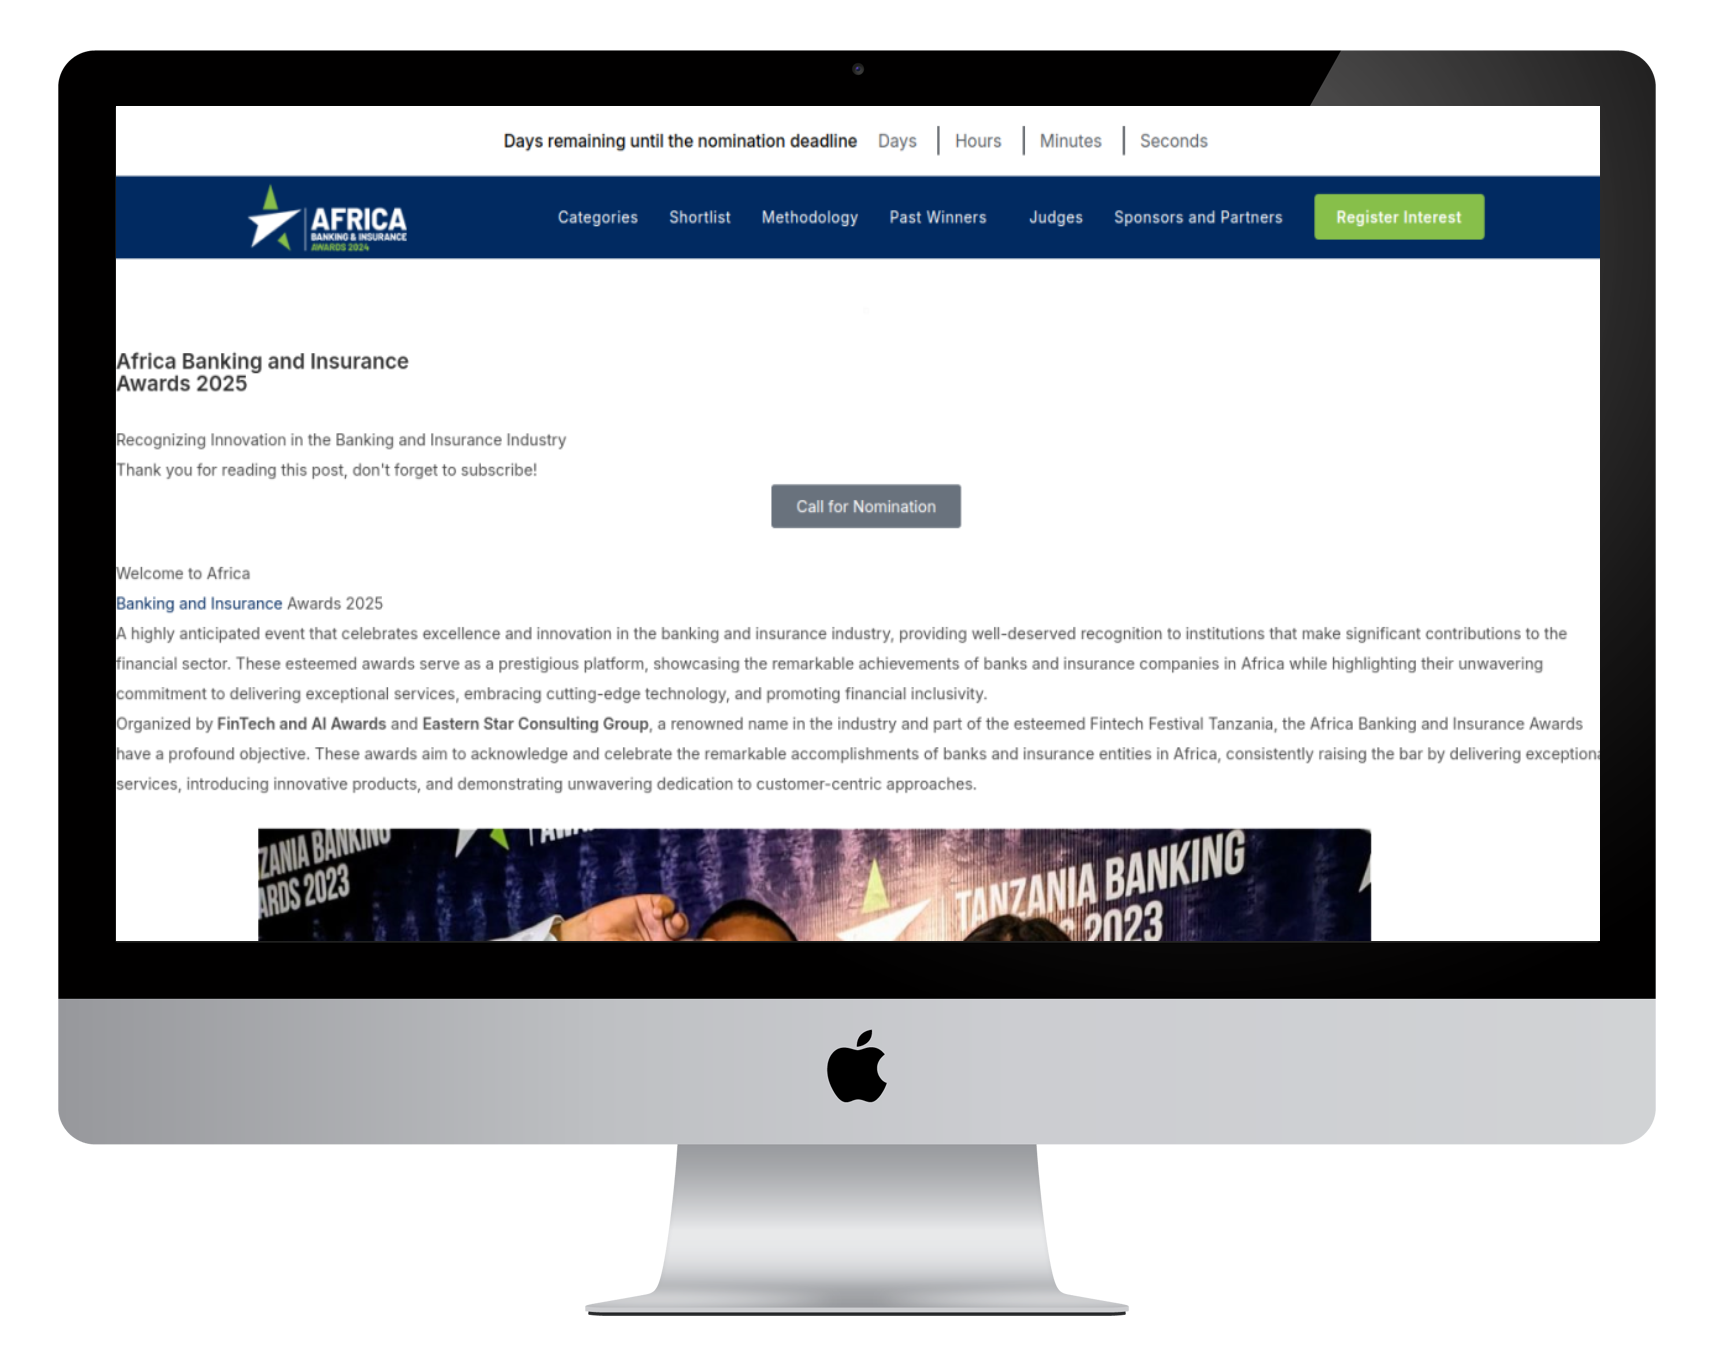 Days remaining until the nomination deadline Days Hours Minutes Seconds
AFRICA
BANKING & INSURANCE
AWARDS 2024
Categories Shortlist Methodology Past Winners Judges Sponsors and Partners Register Interest
Africa Banking and Insurance
Awards 2025
Recognizing Innovation in the Banking and Insurance Industry
Thank you for reading this post, don't forget to subscribe!
Call for Nomination
Welcome to Africa
Banking and Insurance Awards 2025
A highly anticipated event that celebrates excellence and innovation in the banking and insurance industry, providing well-deserved recognition to institutions that make significant contributions to the
financial sector. These esteemed awards serve as a prestigious platform, showcasing the remarkable achievements of banks and insurance companies in Africa while highlighting their unwavering
commitment to delivering exceptional services, embracing cutting-edge technology, and promoting financial inclusivity.
Organized by FinTech and AI Awards and Eastern Star Consulting Group, a renowned name in the industry and part of the esteemed Fintech Festival Tanzania, the Africa Banking and Insurance Awards
have a profound objective. These awards aim to acknowledge and celebrate the remarkable accomplishments of banks and insurance entities in Africa, consistently raising the bar by delivering exceptiona
services, introducing innovative products, and demonstrating unwavering dedication to customer-centric approaches.
ZANIA BANKING
ARDS 2023
TANZANIA BANKING
2023